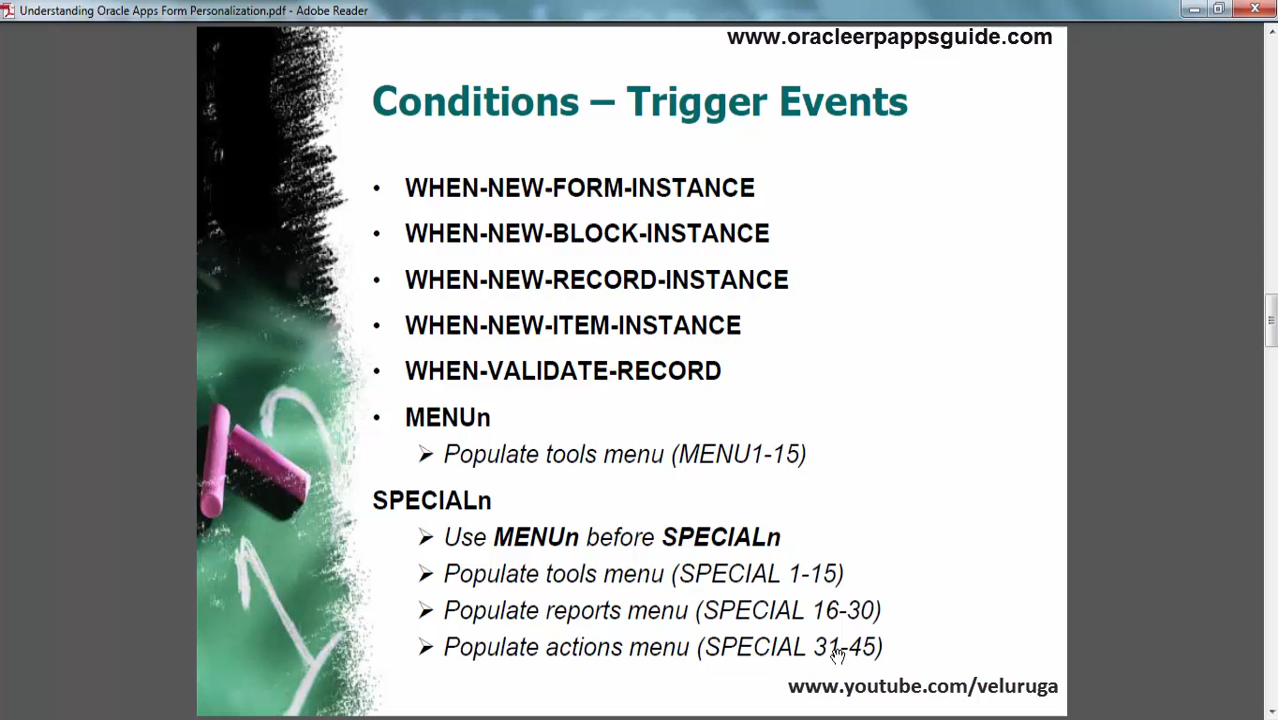 Understanding Oracle Apps Form Personalization.pdf - Adobe Reader
www.oracleerpappsguide.com
Conditions – Trigger Events
• WHEN-NEW-FORM-INSTANCE
• WHEN-NEW-BLOCK-INSTANCE
• WHEN-NEW-RECORD-INSTANCE
• WHEN-NEW-ITEM-INSTANCE
• WHEN-VALIDATE-RECORD
• MENUn
➢ Populate tools menu (MENU1-15)
SPECIALn
➢ Use MENUn before SPECIALn
➢ Populate tools menu (SPECIAL 1-15)
➢ Populate reports menu (SPECIAL 16-30)
➢ Populate actions menu (SPECIAL 31-45)
www.youtube.com/veluruga